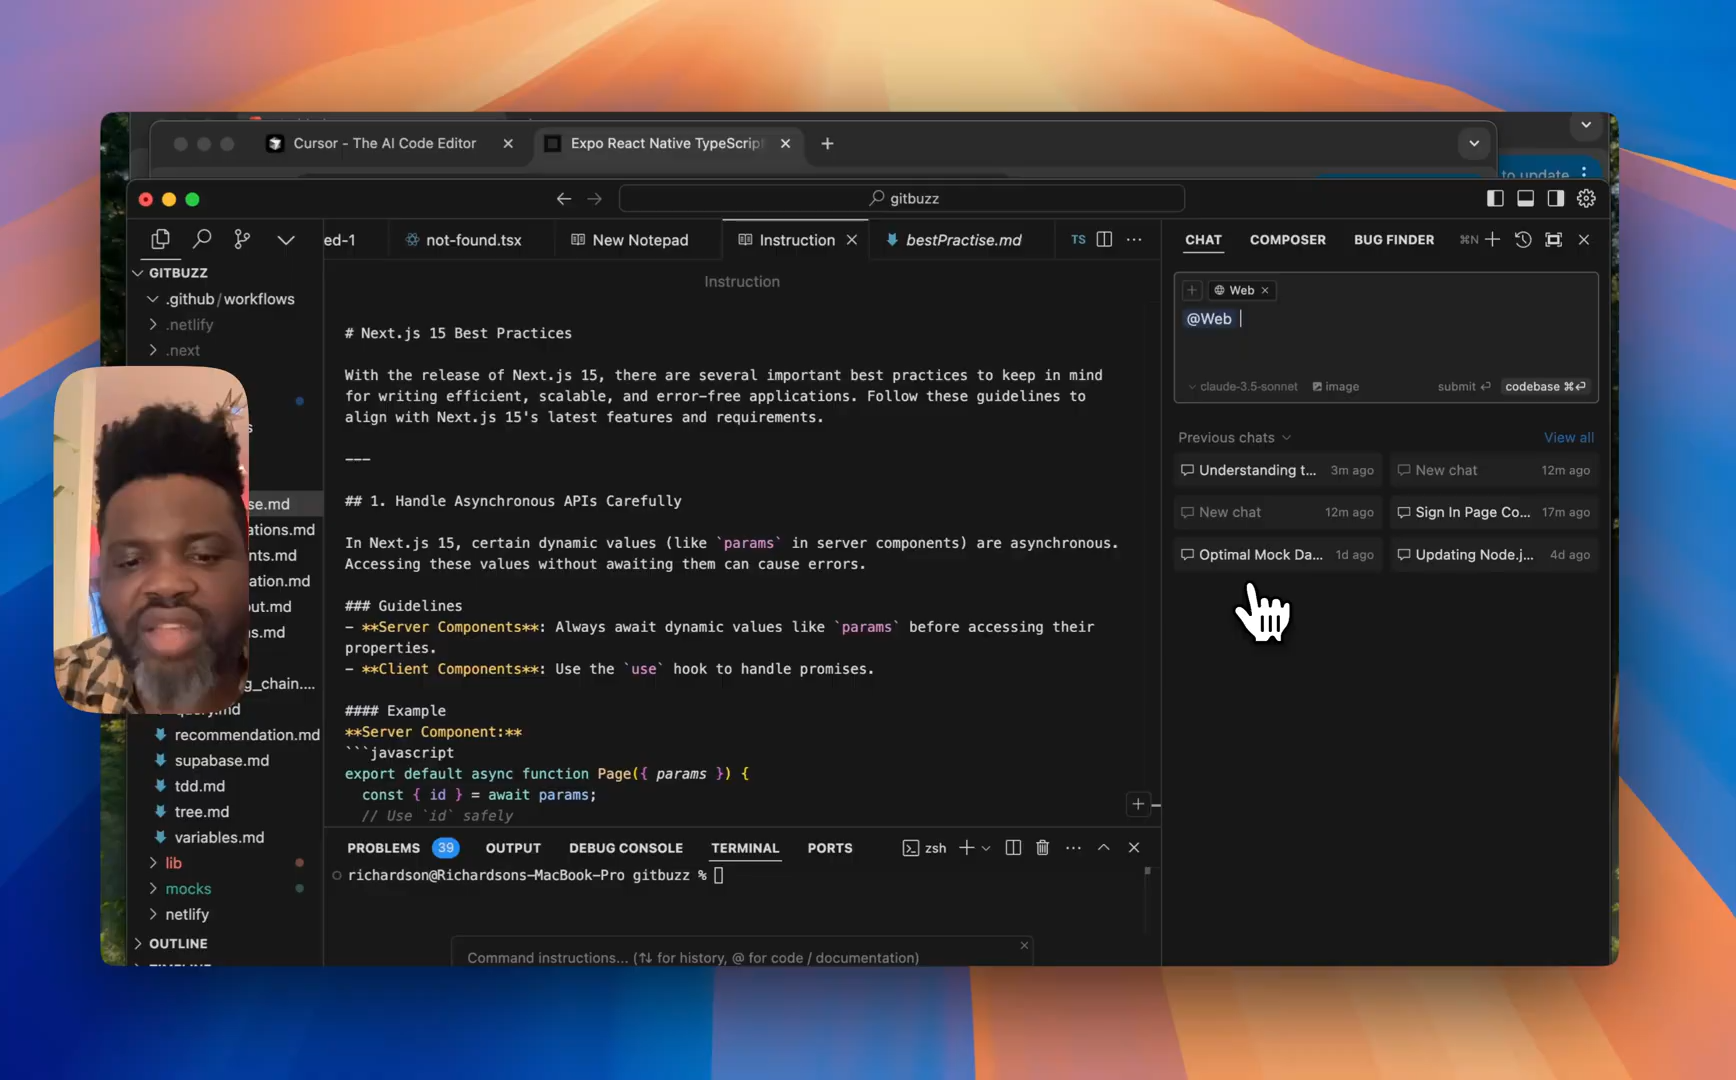 Cursor - The AI Code Editor
Expo React Native TypeScrip
to update
gitbuzz
ed-1
not-found.tsx
New Notepad
Instruction
bestPractise.md
TS
CHAT
COMPOSER
BUG FINDER
⌘N
GITBUZZ
.github/workflows
.netlify
.next
s
se.md
ations.md
nts.md
ation.md
out.md
ns.md
g_chain....
query.md
recommendation.md
supabase.md
tdd.md
tree.md
variables.md
lib
mocks
netlify
OUTLINE
TIMELINE
Instruction
# Next.js 15 Best Practices
With the release of Next.js 15, there are several important best practices to keep in mind
for writing efficient, scalable, and error-free applications. Follow these guidelines to
align with Next.js 15's latest features and requirements.
---
## 1. Handle Asynchronous APIs Carefully
In Next.js 15, certain dynamic values (like `params` in server components) are asynchronous.
Accessing these values without awaiting them can cause errors.
### Guidelines
- **Server Components**: Always await dynamic values like `params` before accessing their
properties.
- **Client Components**: Use the `use` hook to handle promises.
#### Example
**Server Component:**
```javascript
export default async function Page({ params }) {
const { id } = await params;
// Use `id` safely
PROBLEMS 39 OUTPUT DEBUG CONSOLE TERMINAL PORTS
zsh
richardson@Richardsons-MacBook-Pro gitbuzz %
Command instructions... (↑↓ for history, @ for code / documentation)
Web
@Web
claude-3.5-sonnet image submit codebase ⌘
Previous chats View all
Understanding t... 3m ago
New chat 12m ago
New chat 12m ago
Sign In Page Co... 17m ago
Optimal Mock Da... 1d ago
Updating Node.j... 4d ago